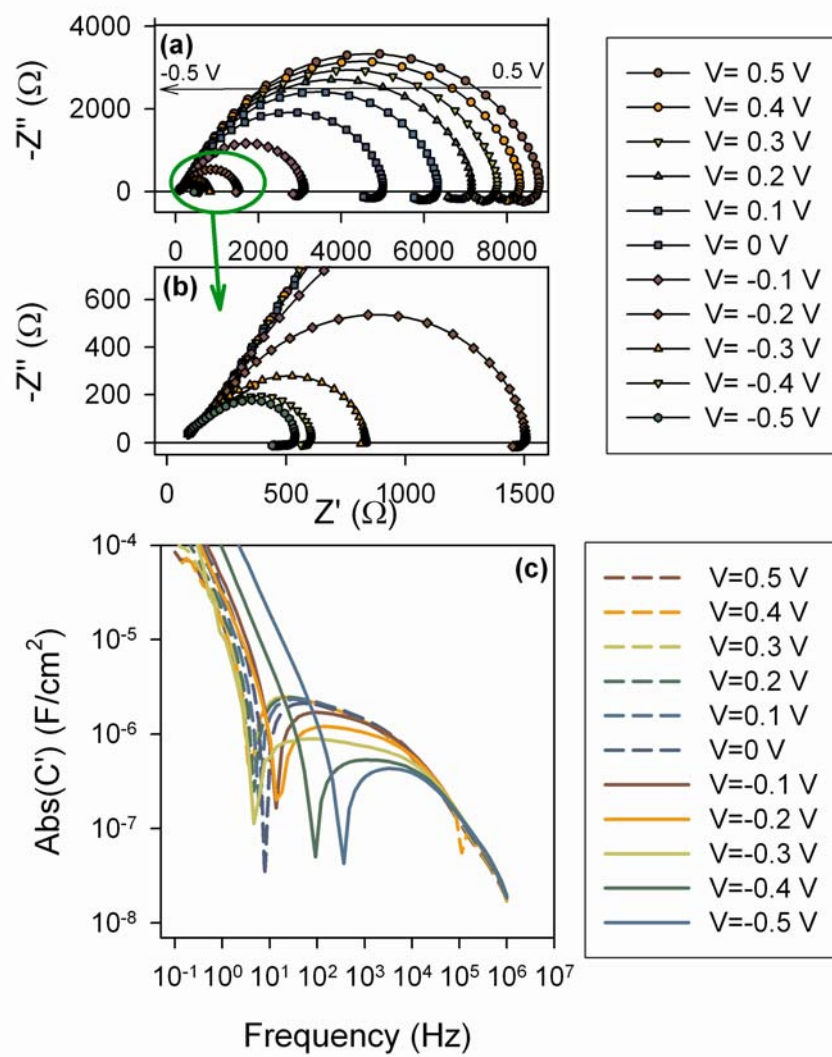 (a)
-0.5 V
0.5 V
-Z" (Ω)
4000
2000
0
0
2000
4000
6000
8000
(b)
-Z" (Ω)
600
400
200
0
0
500
1000
1500
Z' (Ω)
V= 0.5 V
V= 0.4 V
V= 0.3 V
V= 0.2 V
V= 0.1 V
V= 0 V
V= -0.1 V
V= -0.2 V
V= -0.3 V
V= -0.4 V
V= -0.5 V
(c)
Abs(C') (F/cm²)
10⁻⁴
10⁻⁵
10⁻⁶
10⁻⁷
10⁻⁸
10⁻¹ 10⁰ 10¹ 10² 10³ 10⁴ 10⁵ 10⁶ 10⁷
Frequency (Hz)
V=0.5 V
V=0.4 V
V=0.3 V
V=0.2 V
V=0.1 V
V=0 V
V=-0.1 V
V=-0.2 V
V=-0.3 V
V=-0.4 V
V=-0.5 V